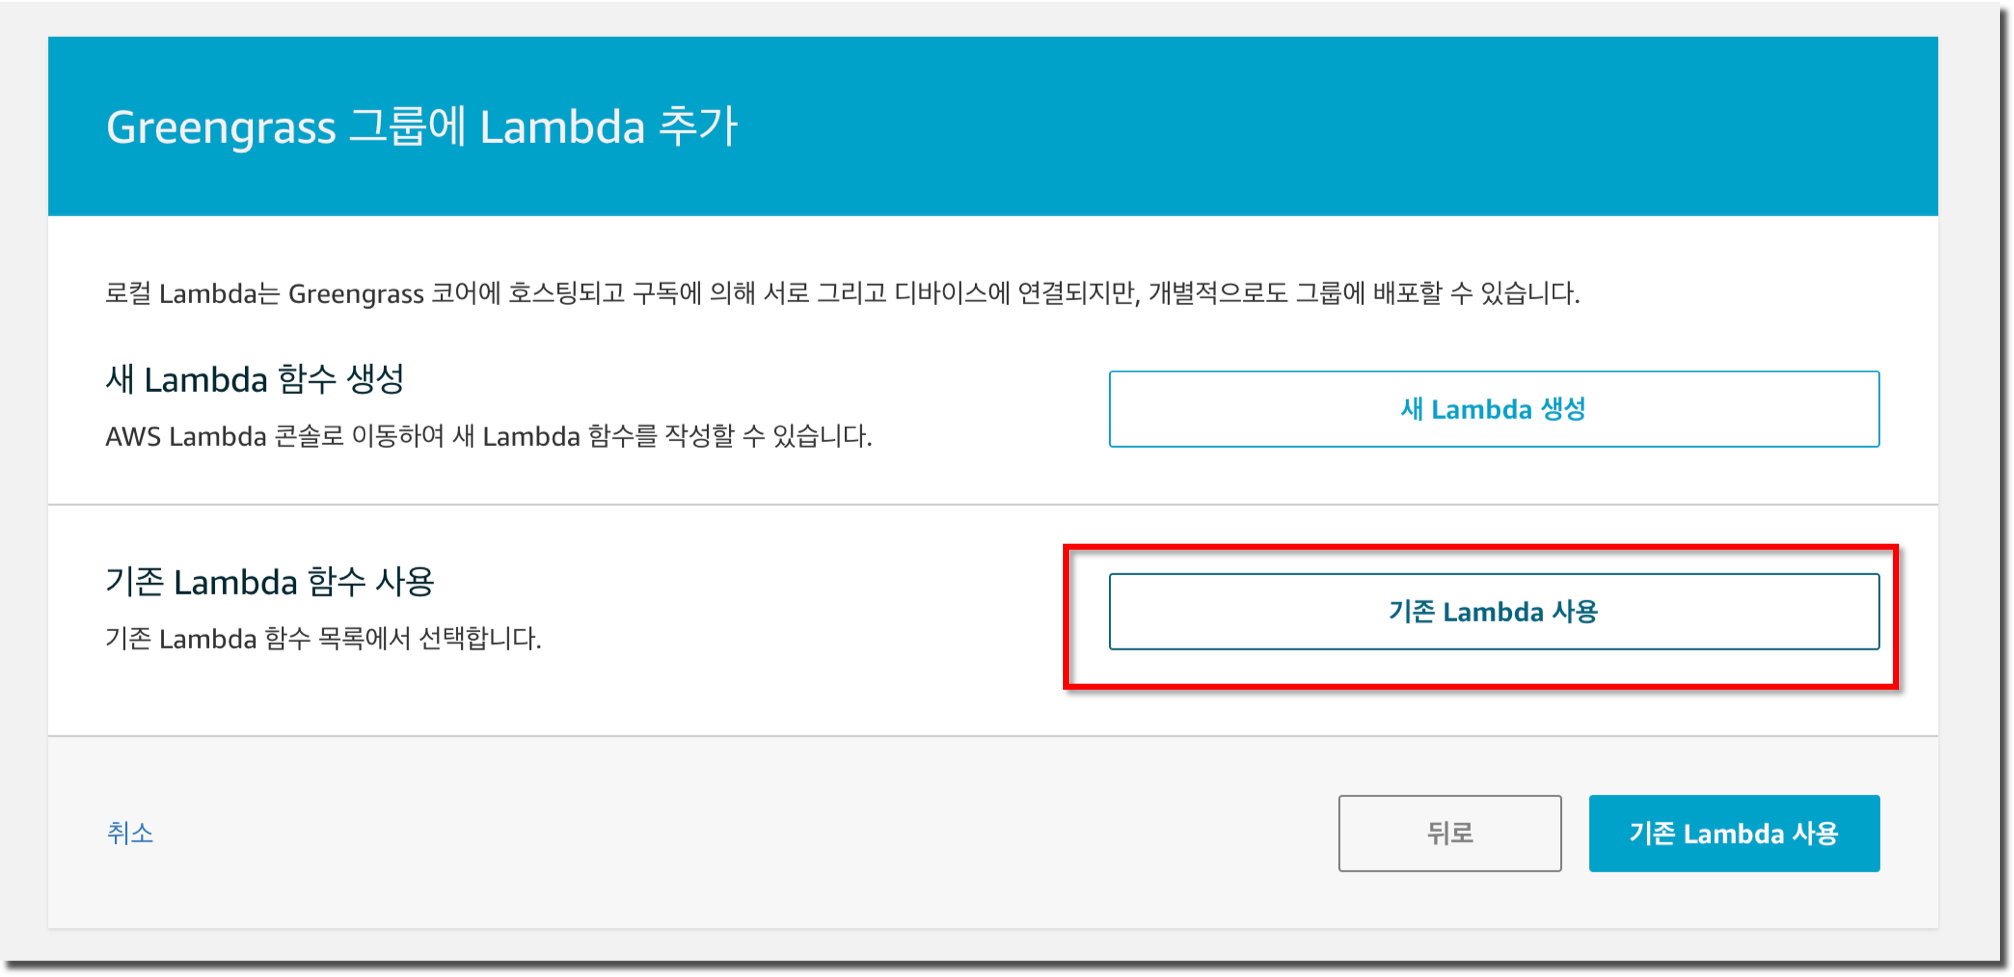 Greengrass 그룹에 Lambda 추가
로컬 Lambda는 Greengrass 코어에 호스팅되고 구독에 의해 서로 그리고 디바이스에 연결되지만, 개별적으로도 그룹에 배포할 수 있습니다.
새 Lambda 함수 생성
AWS Lambda 콘솔로 이동하여 새 Lambda 함수를 작성할 수 있습니다.
새 Lambda 생성
기존 Lambda 함수 사용
기존 Lambda 함수 목록에서 선택합니다.
기존 Lambda 사용
취소
뒤로
기존 Lambda 사용